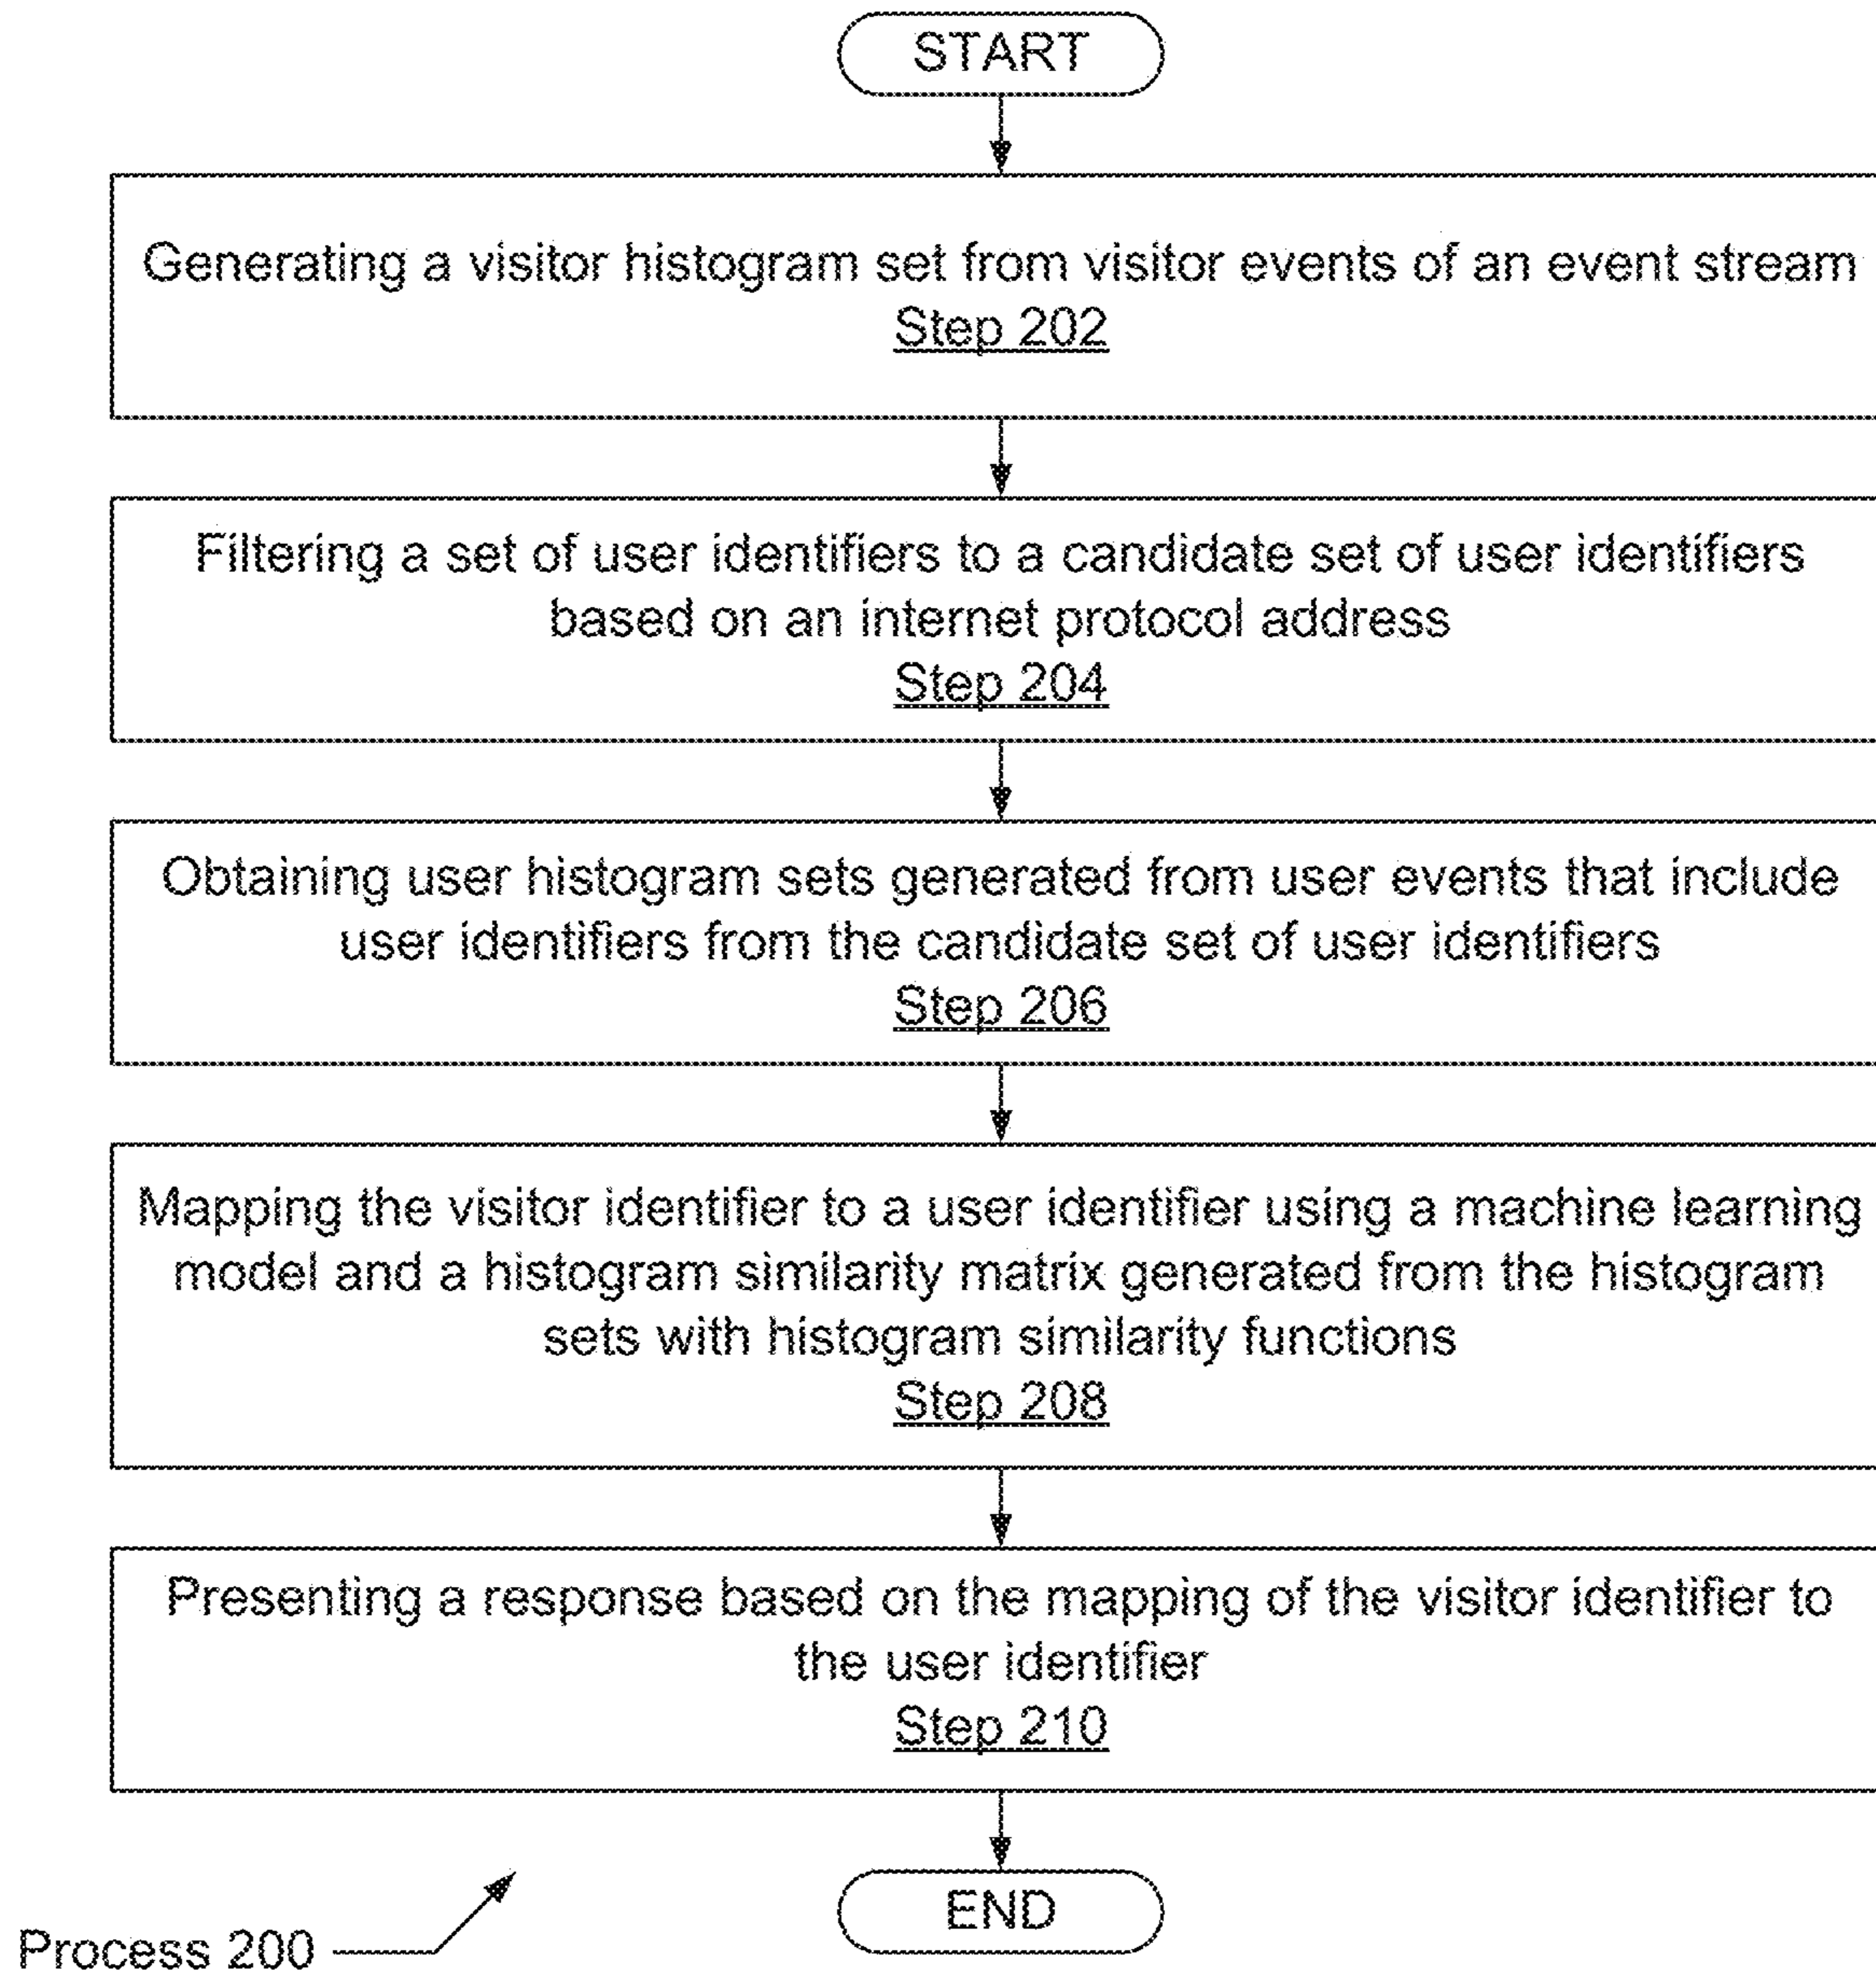 START
Generating a visitor histogram set from visitor events of an event stream
Step 202
Filtering a set of user identifiers to a candidate set of user identifiers
based on an internet protocol address
Step 204
Obtaining user histogram sets generated from user events that include
user identifiers from the candidate set of user identifiers
Step 206
Mapping the visitor identifier to a user identifier using a machine learning
model and a histogram similarity matrix generated from the histogram
sets with histogram similarity functions
Step 208
Presenting a response based on the mapping of the visitor identifier to
the user identifier
Step 210
END
Process 200